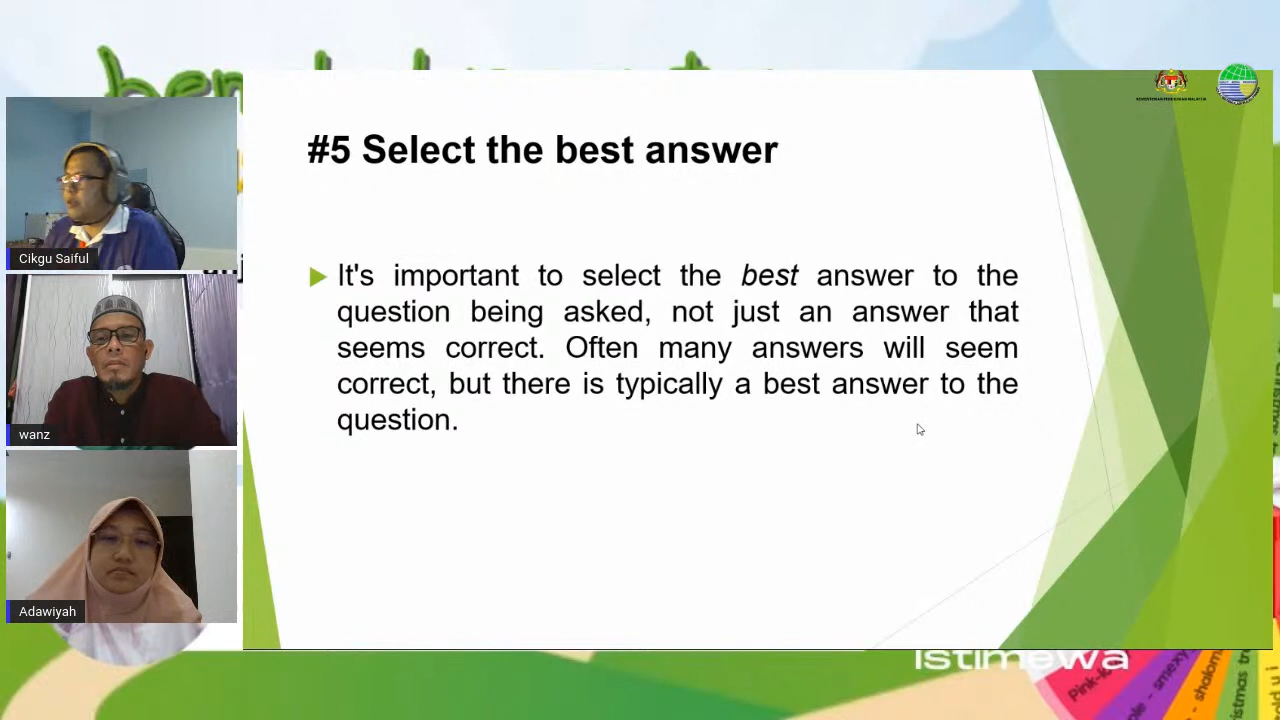 #5 Select the best answer
It's important to select the best answer to the
question being asked, not just an answer that
seems correct. Often many answers will seem
correct, but there is typically a best answer to the
question.
Cikgu Saiful
wanz
Adawiyah
istimewa